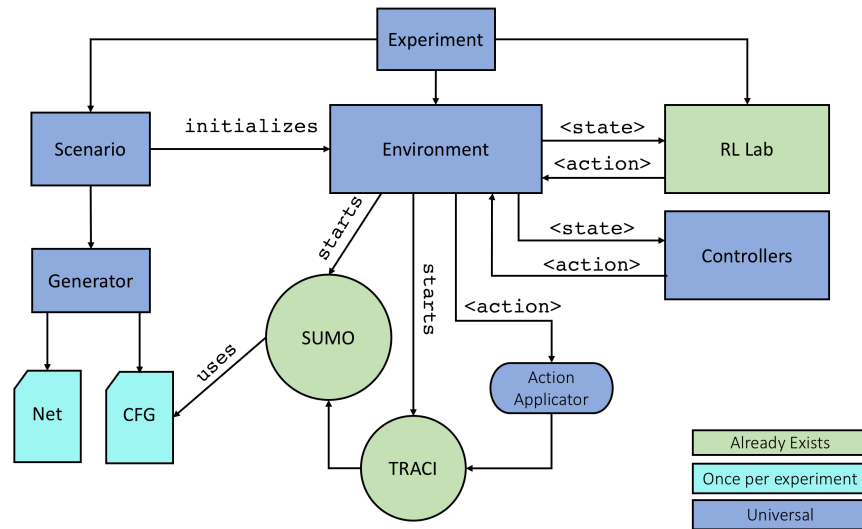 Experiment
initializes
<state>
Scenario
Environment
RL Lab
<action>
starts
<state>
Controllers
<action>
Generator
starts
<action>
SUMO
uses
Action
Applicator
Net
CFG
TRACI
Already Exists
Once per experiment
Universal